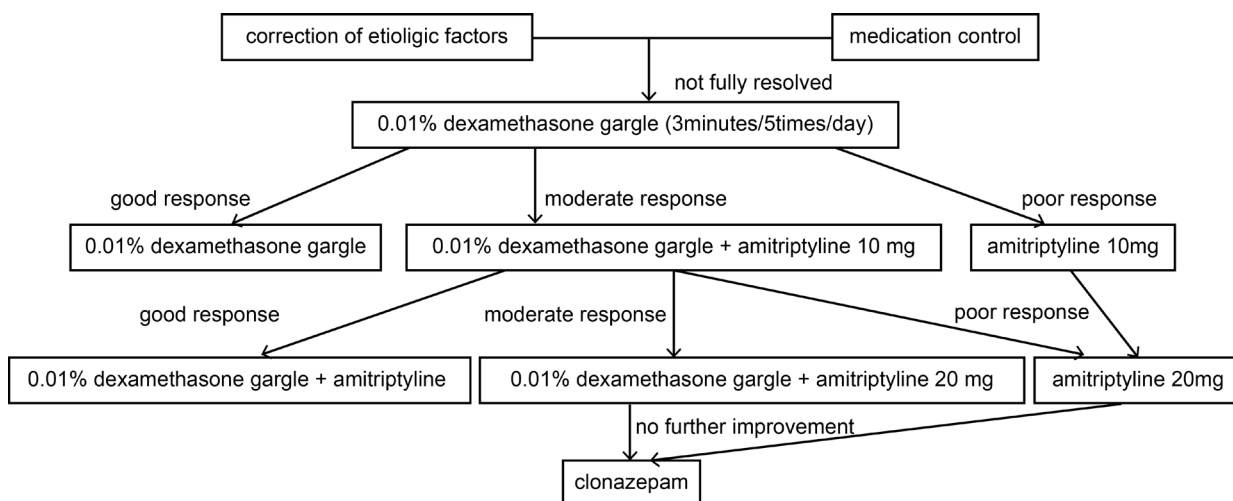 correction of etioligic factors
medication control
not fully resolved
0.01% dexamethasone gargle (3minutes/5times/day)
good response
moderate response
poor response
0.01% dexamethasone gargle
0.01% dexamethasone gargle + amitriptyline 10 mg
amitriptyline 10mg
good response
moderate response
poor response
0.01% dexamethasone gargle + amitriptyline
0.01% dexamethasone gargle + amitriptyline 20 mg
amitriptyline 20mg
no further improvement
clonazepam